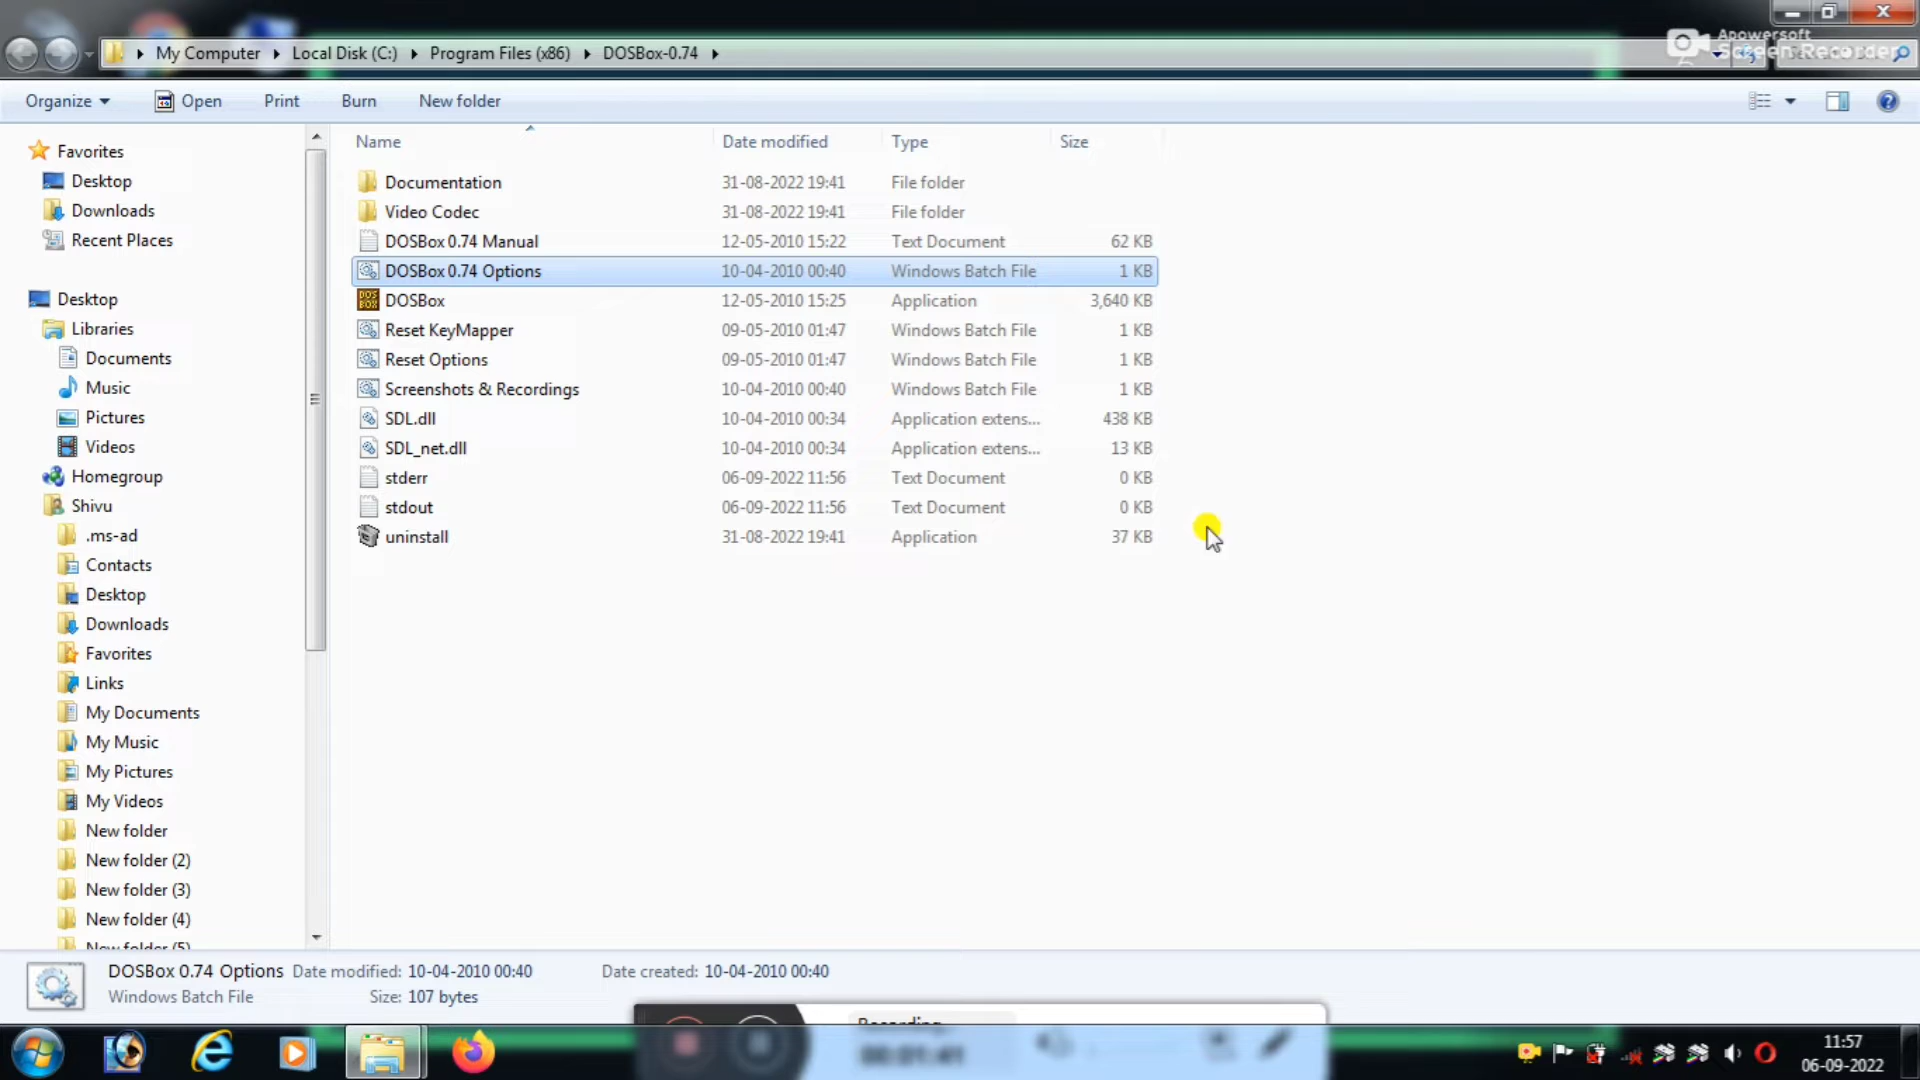 Apowersoft
Screen Recorder
My Computer Local Disk (C:) Program Files (x86) DOSBox-0.74
Organize Open Print Burn New folder
Name Date modified Type Size
Favorites
Desktop
Downloads
Recent Places
Desktop
Libraries
Documents
Music
Pictures
Videos
Homegroup
Shivu
.ms-ad
Contacts
Desktop
Downloads
Favorites
Links
My Documents
My Music
My Pictures
My Videos
New folder
New folder (2)
New folder (3)
New folder (4)
New folder (5)
Documentation 31-08-2022 19:41 File folder
Video Codec 31-08-2022 19:41 File folder
DOSBox 0.74 Manual 12-05-2010 15:22 Text Document 62 KB
DOSBox 0.74 Options 10-04-2010 00:40 Windows Batch File 1 KB
DOSBox 12-05-2010 15:25 Application 3,640 KB
Reset KeyMapper 09-05-2010 01:47 Windows Batch File 1 KB
Reset Options 09-05-2010 01:47 Windows Batch File 1 KB
Screenshots & Recordings 10-04-2010 00:40 Windows Batch File 1 KB
SDL.dll 10-04-2010 00:34 Application extens... 438 KB
SDL_net.dll 10-04-2010 00:34 Application extens... 13 KB
stderr 06-09-2022 11:56 Text Document 0 KB
stdout 06-09-2022 11:56 Text Document 0 KB
uninstall 31-08-2022 19:41 Application 37 KB
DOSBox 0.74 Options Date modified: 10-04-2010 00:40 Date created: 10-04-2010 00:40
Windows Batch File Size: 107 bytes
Recording
00:01:41
11:57
06-09-2022